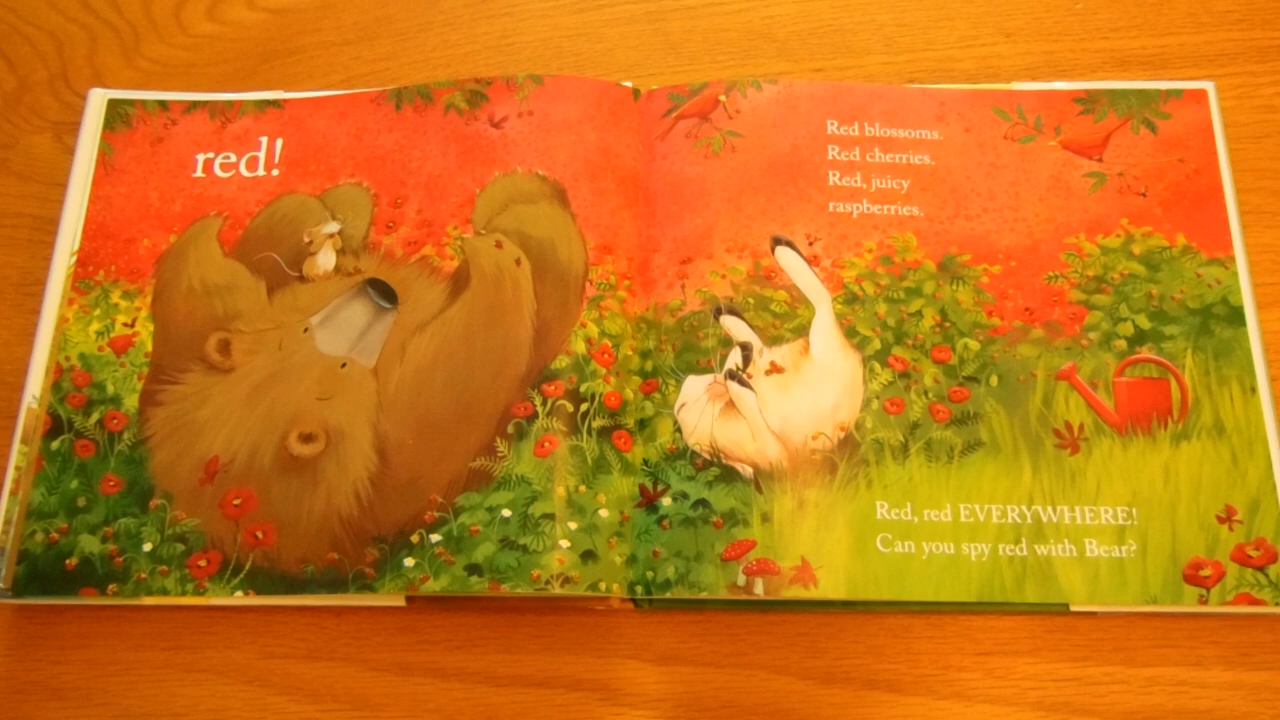 red!
Red blossoms.
Red cherries.
Red, juicy
raspberries.
Red, red EVERYWHERE!
Can you spy red with Bear?